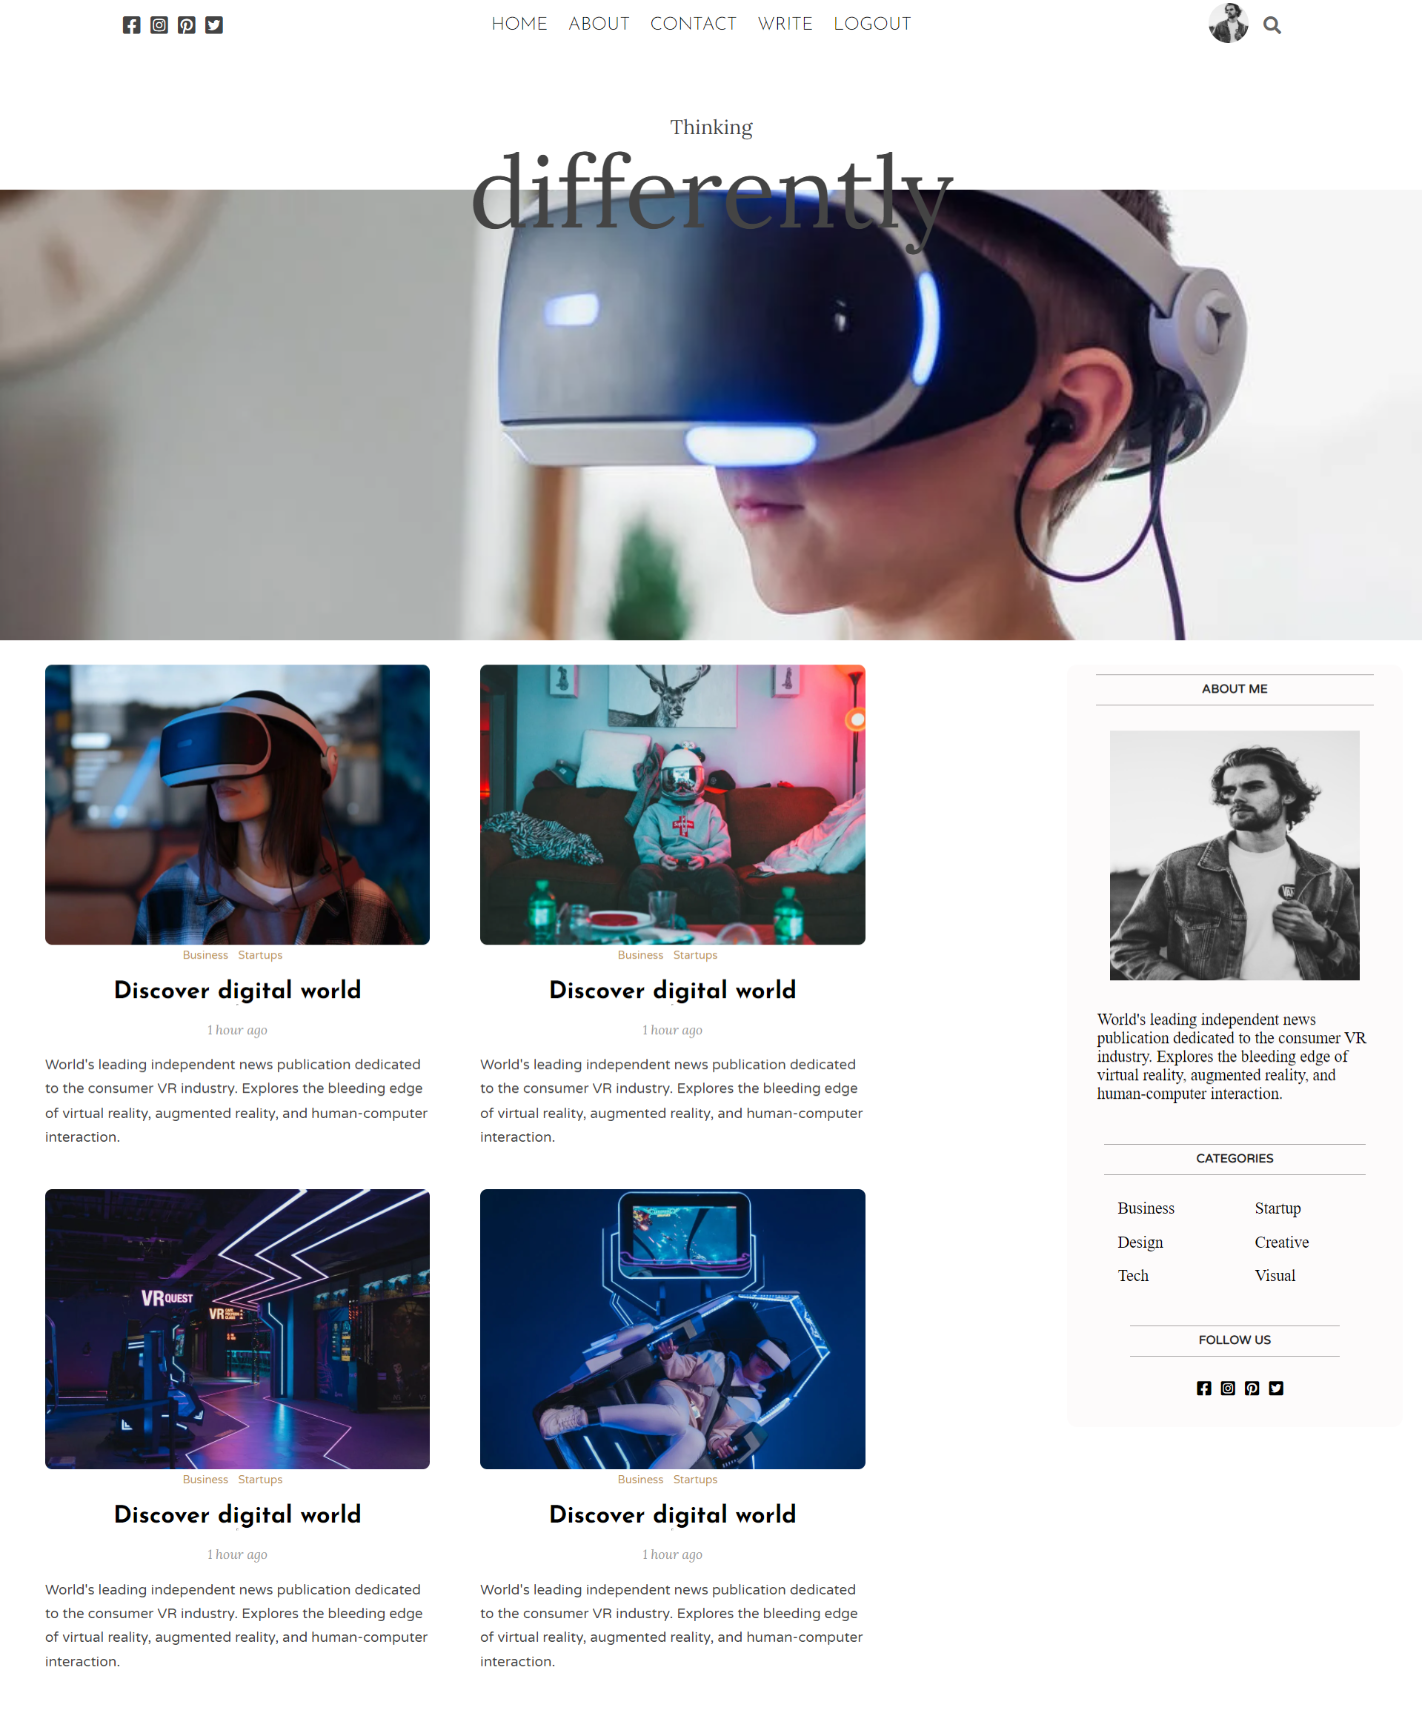 HOME ABOUT CONTACT WRITE LOGOUT
Thinking
differently
Business Startups
Discover digital world
1 hour ago
World's leading independent news publication dedicated
to the consumer VR industry. Explores the bleeding edge
of virtual reality, augmented reality, and human-computer
interaction.
Business Startups
Discover digital world
1 hour ago
World's leading independent news publication dedicated
to the consumer VR industry. Explores the bleeding edge
of virtual reality, augmented reality, and human-computer
interaction.
VR QUEST
VR
Business Startups
Discover digital world
1 hour ago
World's leading independent news publication dedicated
to the consumer VR industry. Explores the bleeding edge
of virtual reality, augmented reality, and human-computer
interaction.
Business Startups
Discover digital world
1 hour ago
World's leading independent news publication dedicated
to the consumer VR industry. Explores the bleeding edge
of virtual reality, augmented reality, and human-computer
interaction.
ABOUT ME
World's leading independent news
publication dedicated to the consumer VR
industry. Explores the bleeding edge of
virtual reality, augmented reality, and
human-computer interaction.
CATEGORIES
Business Startup
Design Creative
Tech Visual
FOLLOW US